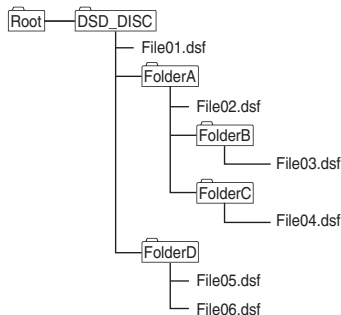 Root DSD_DISC
File01.dsf
FolderA
File02.dsf
FolderB
File03.dsf
FolderC
File04.dsf
FolderD
File05.dsf
File06.dsf